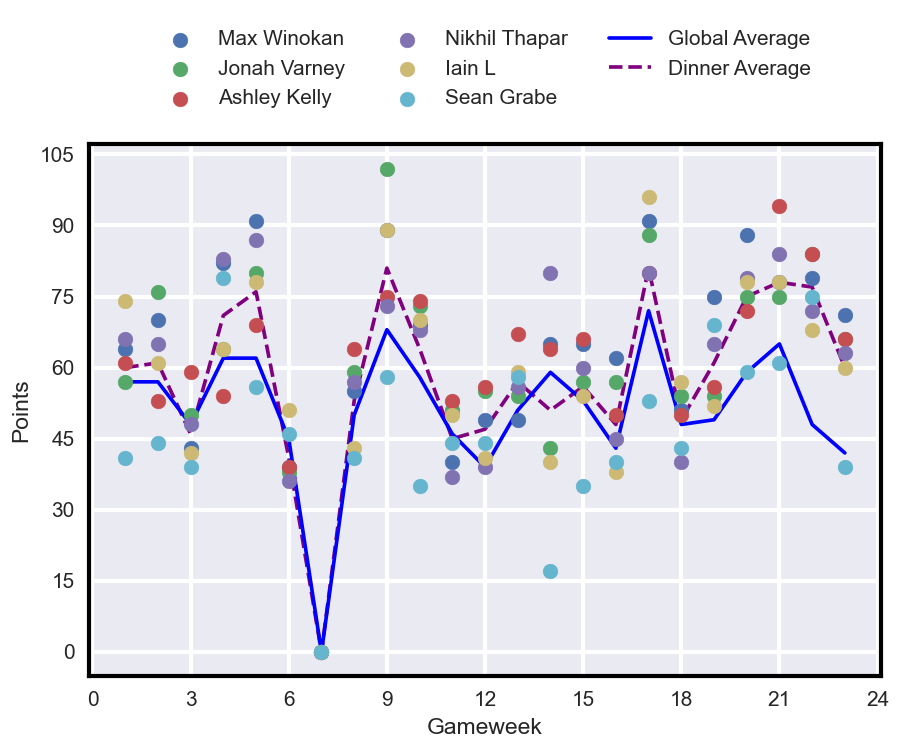 Max Winokan Nikhil Thapar Global Average
Jonah Varney Iain L Dinner Average
Ashley Kelly Sean Grabe
105
90
75
60
45
30
15
0
Points
0 3 6 9 12 15 18 21 24
Gameweek